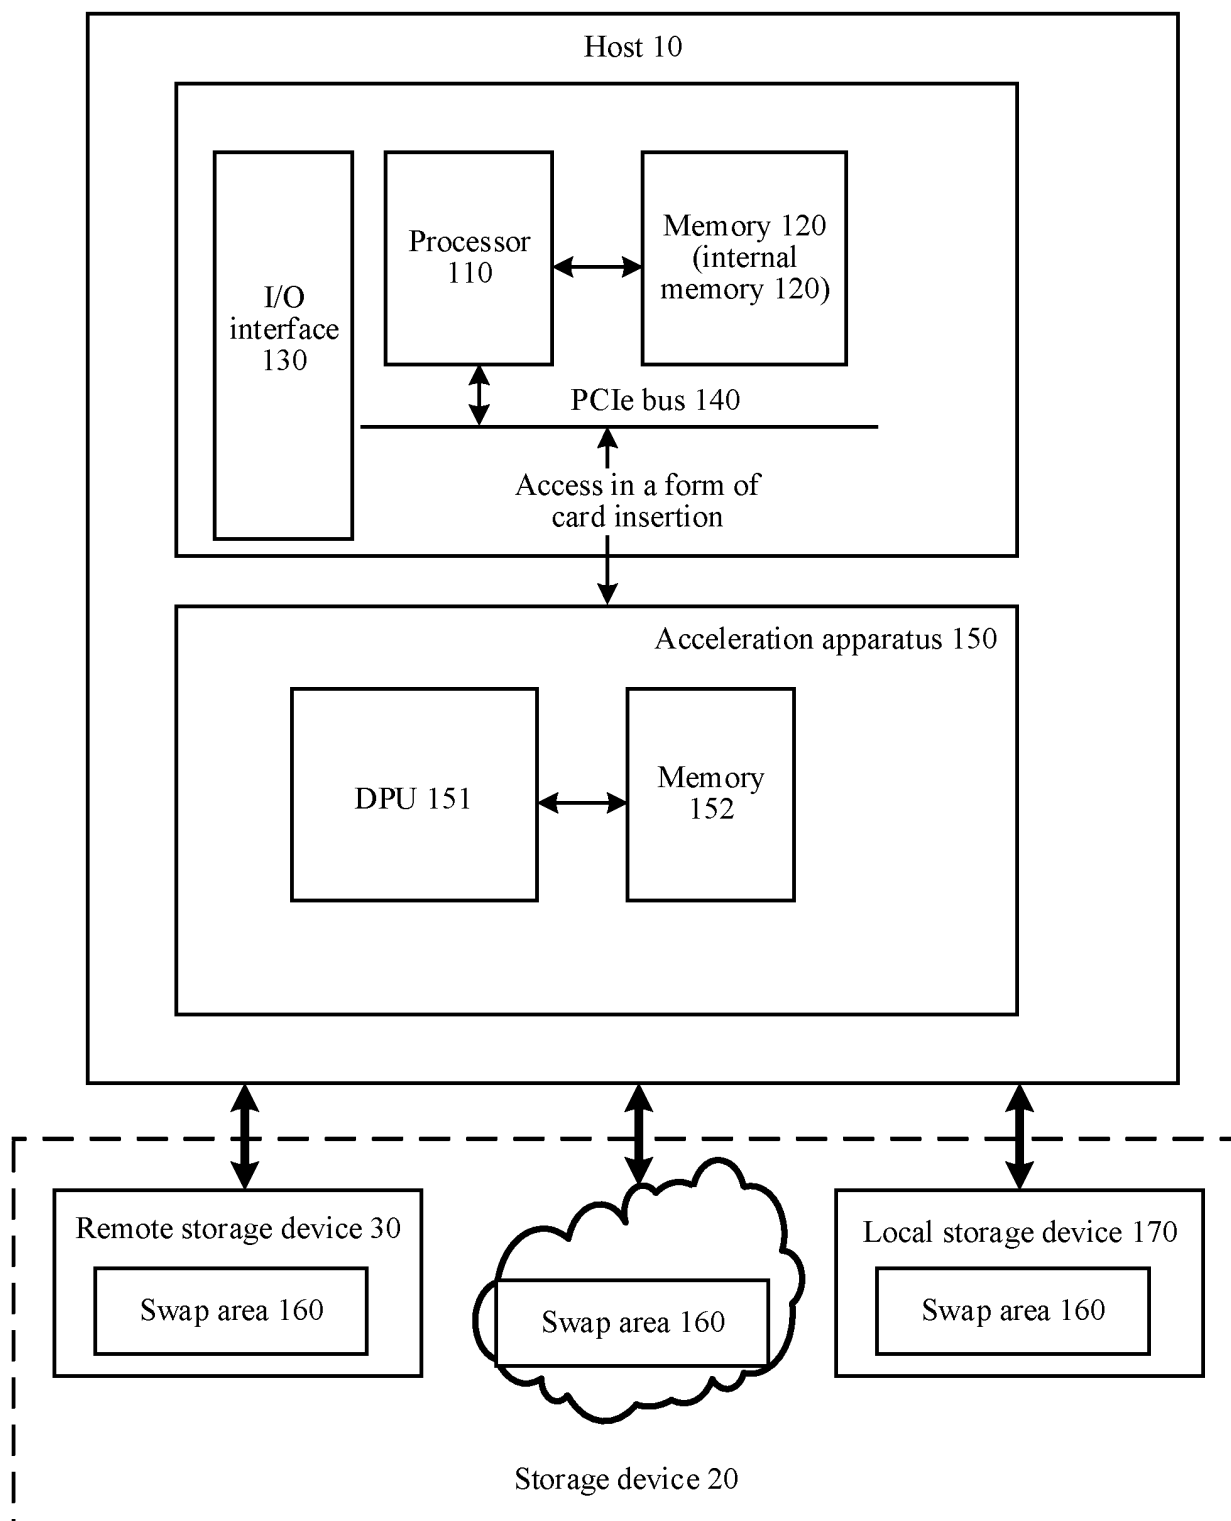 Host 10
I/O
interface
130
Processor
110
Memory 120
(internal
memory 120)
PCIe bus 140
Access in a form of
card insertion
Acceleration apparatus 150
DPU 151
Memory
152
Remote storage device 30
Swap area 160
Swap area 160
Local storage device 170
Swap area 160
Storage device 20